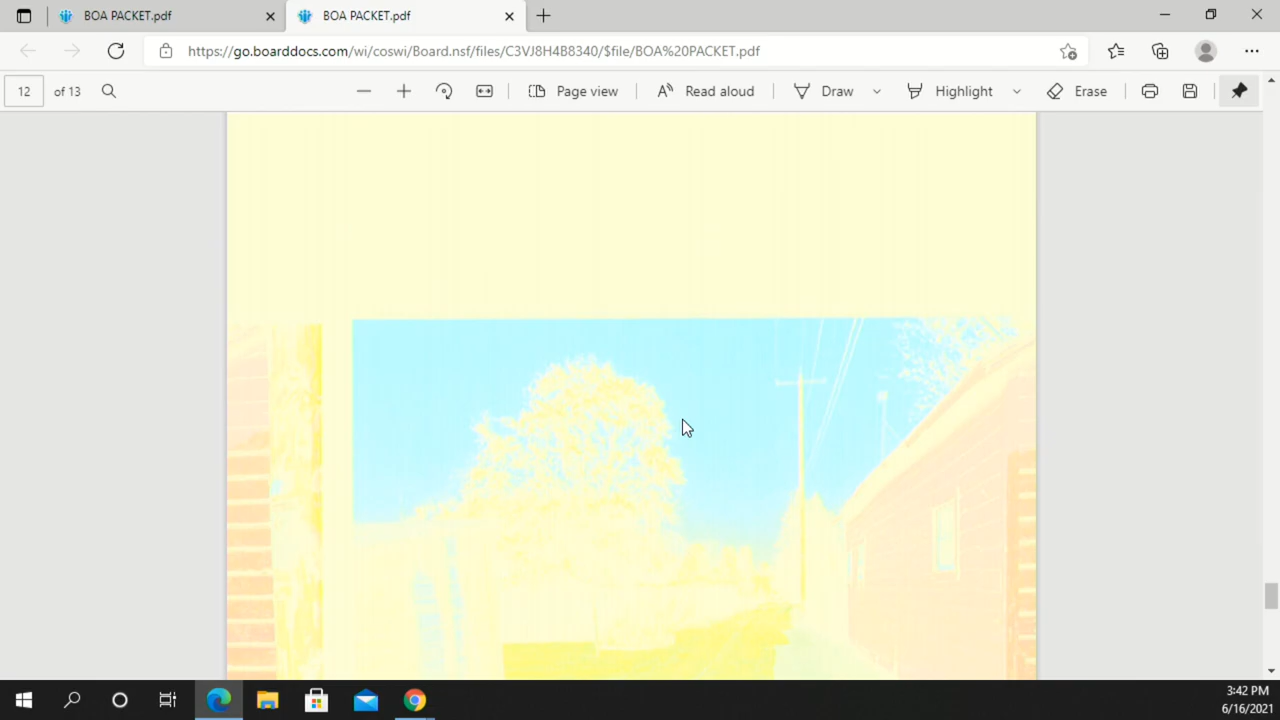 BOA PACKET.pdf
BOA PACKET.pdf
https://go.boarddocs.com/wi/coswi/Board.nsf/files/C3VJ8H4B8340/$file/BOA%20PACKET.pdf
12 of 13
Page view
Read aloud
Draw
Highlight
Erase
3:42 PM
6/16/2021